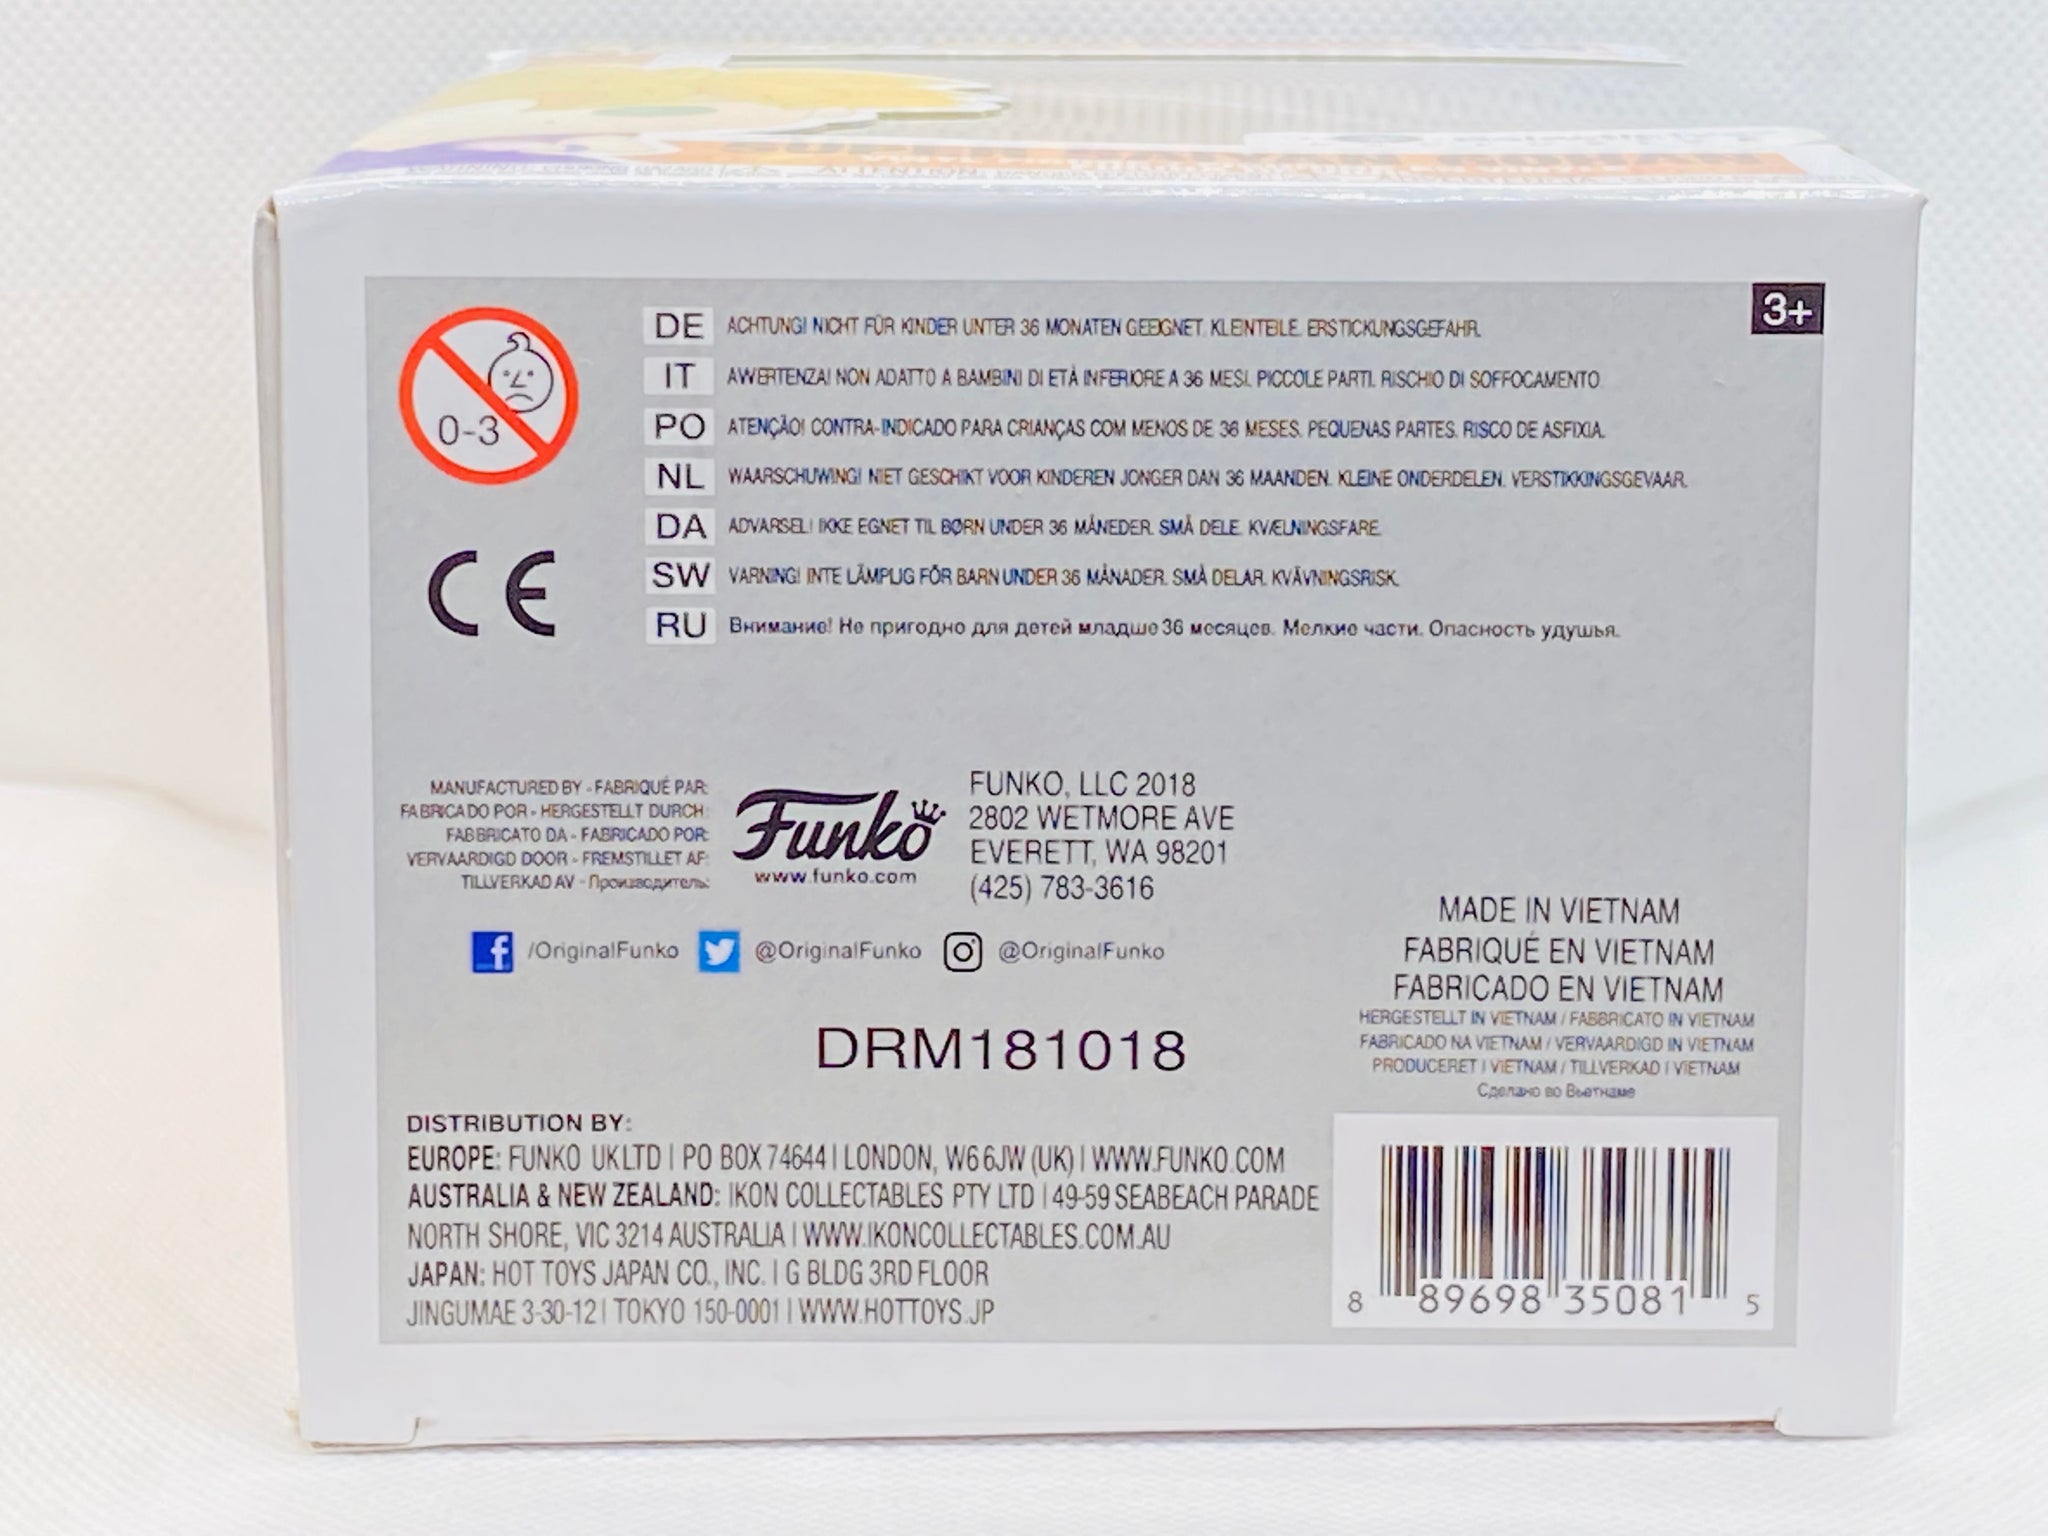 3+
0-3
DE ACHTUNG! NICHT FÜR KINDER UNTER 36 MONATEN GEEIGNET. KLEINTEILE. ERSTICKUNGSGEFAHR.
IT AVVERTENZA! NON ADATTO A BAMBINI DI ETÀ INFERIORE A 36 MESI. PICCOLE PARTI. RISCHIO DI SOFFOCAMENTO
PO ATENÇÃO! CONTRA-INDICADO PARA CRIANÇAS COM MENOS DE 36 MESES. PEQUENAS PARTES. RISCO DE ASFIXIA.
NL WAARSCHUWING! NIET GESCHIKT VOOR KINDEREN JONGER DAN 36 MAANDEN. KLEINE ONDERDELEN. VERSTIKKINGSGEVAAR.
DA ADVARSEL! IKKE EGNET TIL BØRN UNDER 36 MÅNEDER. SMÅ DELE. KVÆLNINGSFARE.
CE
SW VARNING! INTE LÄMPLIG FÖR BARN UNDER 36 MÅNADER. SMÅ DELAR. KVÄVNINGSRISK.
RU Внимание! Не пригодно для детей младше 36 месяцев. Мелкие части. Опасность удушья.
MANUFACTURED BY - FABRIQUÉ PAR:
FABRICADO POR - HERGESTELLT DURCH:
FABBRICATO DA - FABRICADO POR:
VERVAARDIGD DOOR - FREMSTILLET AF:
TILLVERKAD AV - Производитель:
Funko
www.funko.com
FUNKO, LLC 2018
2802 WETMORE AVE
EVERETT, WA 98201
(425) 783-3616
/OriginalFunko @OriginalFunko @OriginalFunko
MADE IN VIETNAM
FABRIQUÉ EN VIETNAM
FABRICADO EN VIETNAM
HERGESTELLT IN VIETNAM / FABBRICATO IN VIETNAM
FABRICADO NA VIETNAM / VERVAARDIGD IN VIETNAM
PRODUCERET I VIETNAM / TILLVERKAD I VIETNAM
Сделано во Вьетнаме
DRM181018
DISTRIBUTION BY:
EUROPE: FUNKO UK LTD | PO BOX 74644 | LONDON, W6 6JW (UK) | WWW.FUNKO.COM
AUSTRALIA & NEW ZEALAND: IKON COLLECTABLES PTY LTD | 49-59 SEABEACH PARADE
NORTH SHORE, VIC 3214 AUSTRALIA | WWW.IKONCOLLECTABLES.COM.AU
JAPAN: HOT TOYS JAPAN CO., INC. | G BLDG 3RD FLOOR
JINGUMAE 3-30-12 | TOKYO 150-0001 | WWW.HOTTOYS.JP
8 89698 35081 5